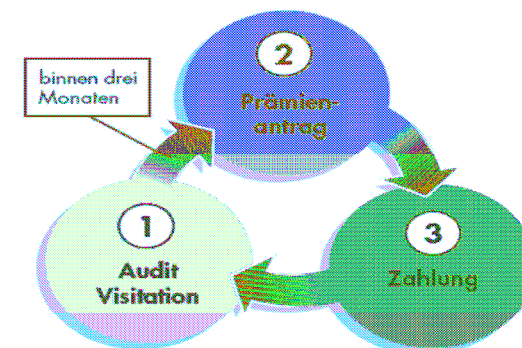 binnen drei
Monaten
2
Prämien-
antrag
1
Audit
Visitation
3
Zahlung